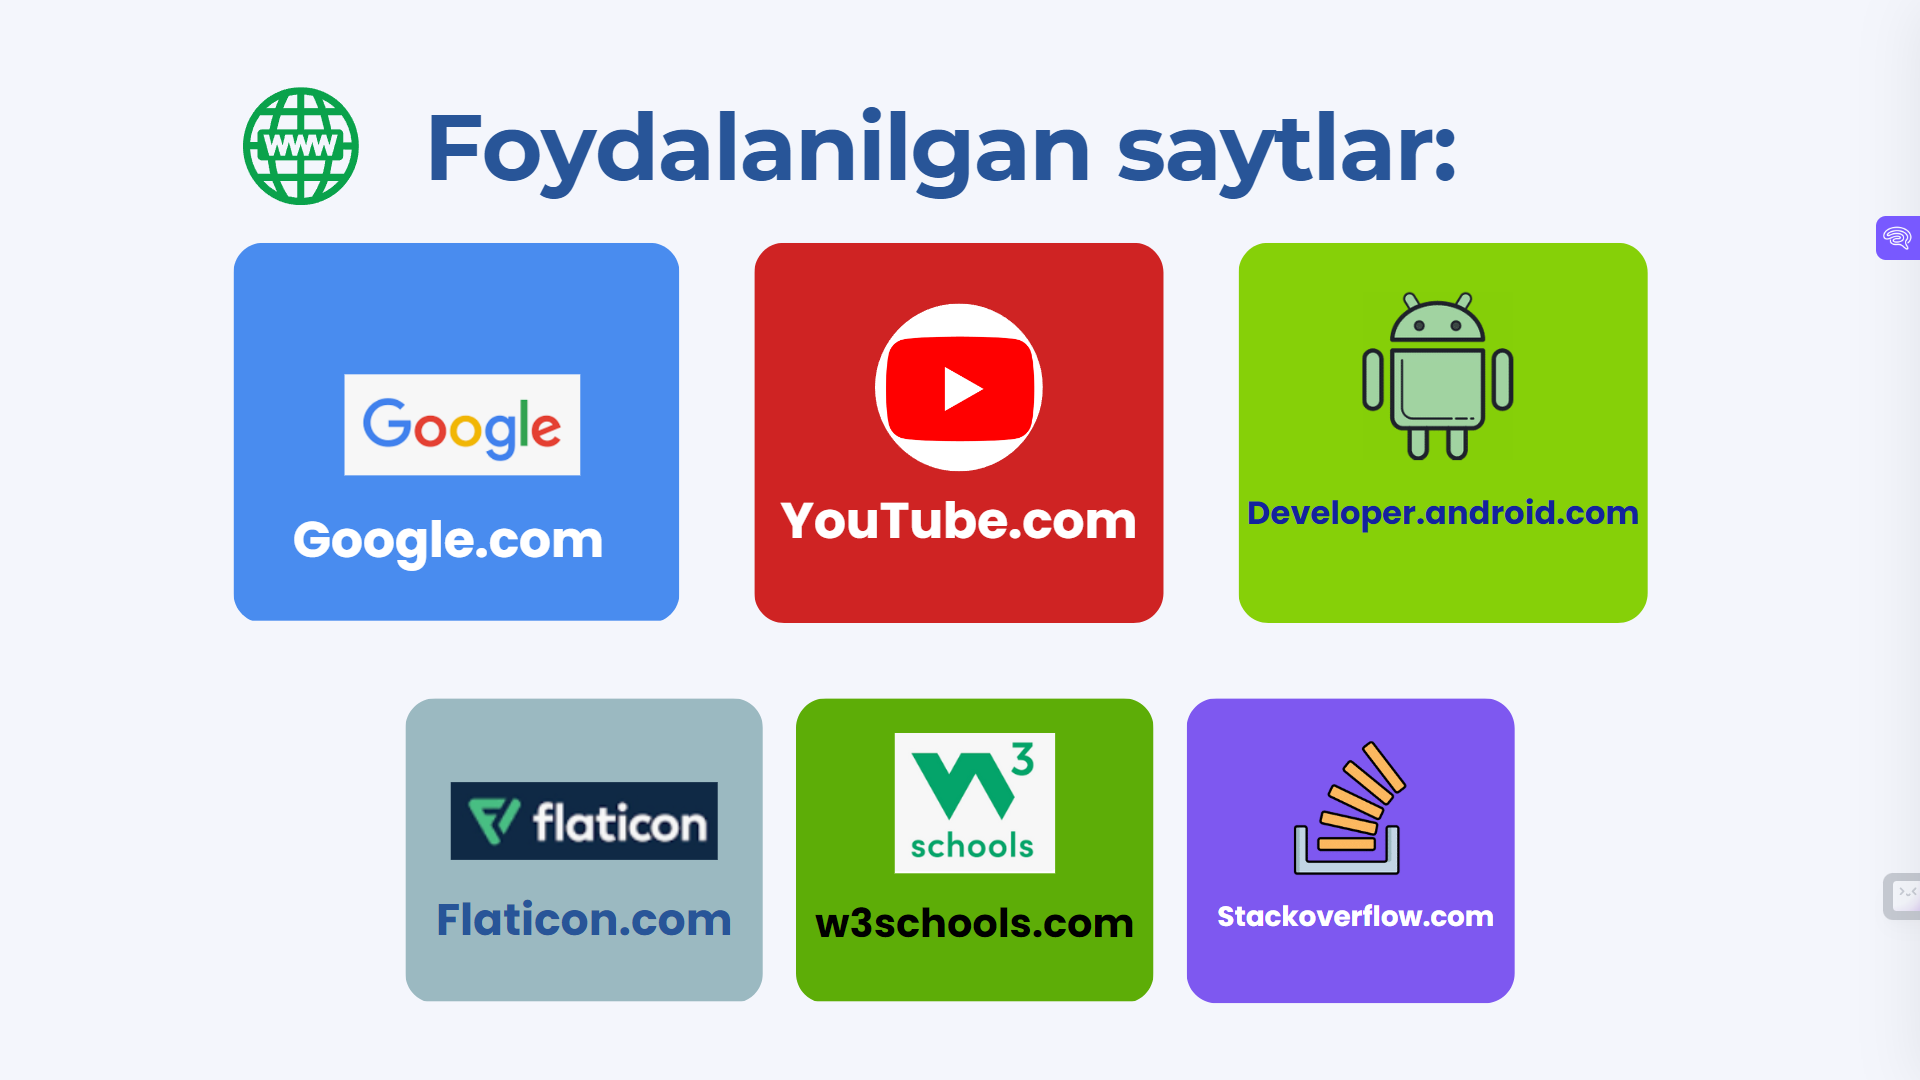 WWW
Foydalanilgan saytlar:
Google
Google.com
YouTube.com
Developer.android.com
flaticon
Flaticon.com
W3
schools
w3schools.com
Stackoverflow.com